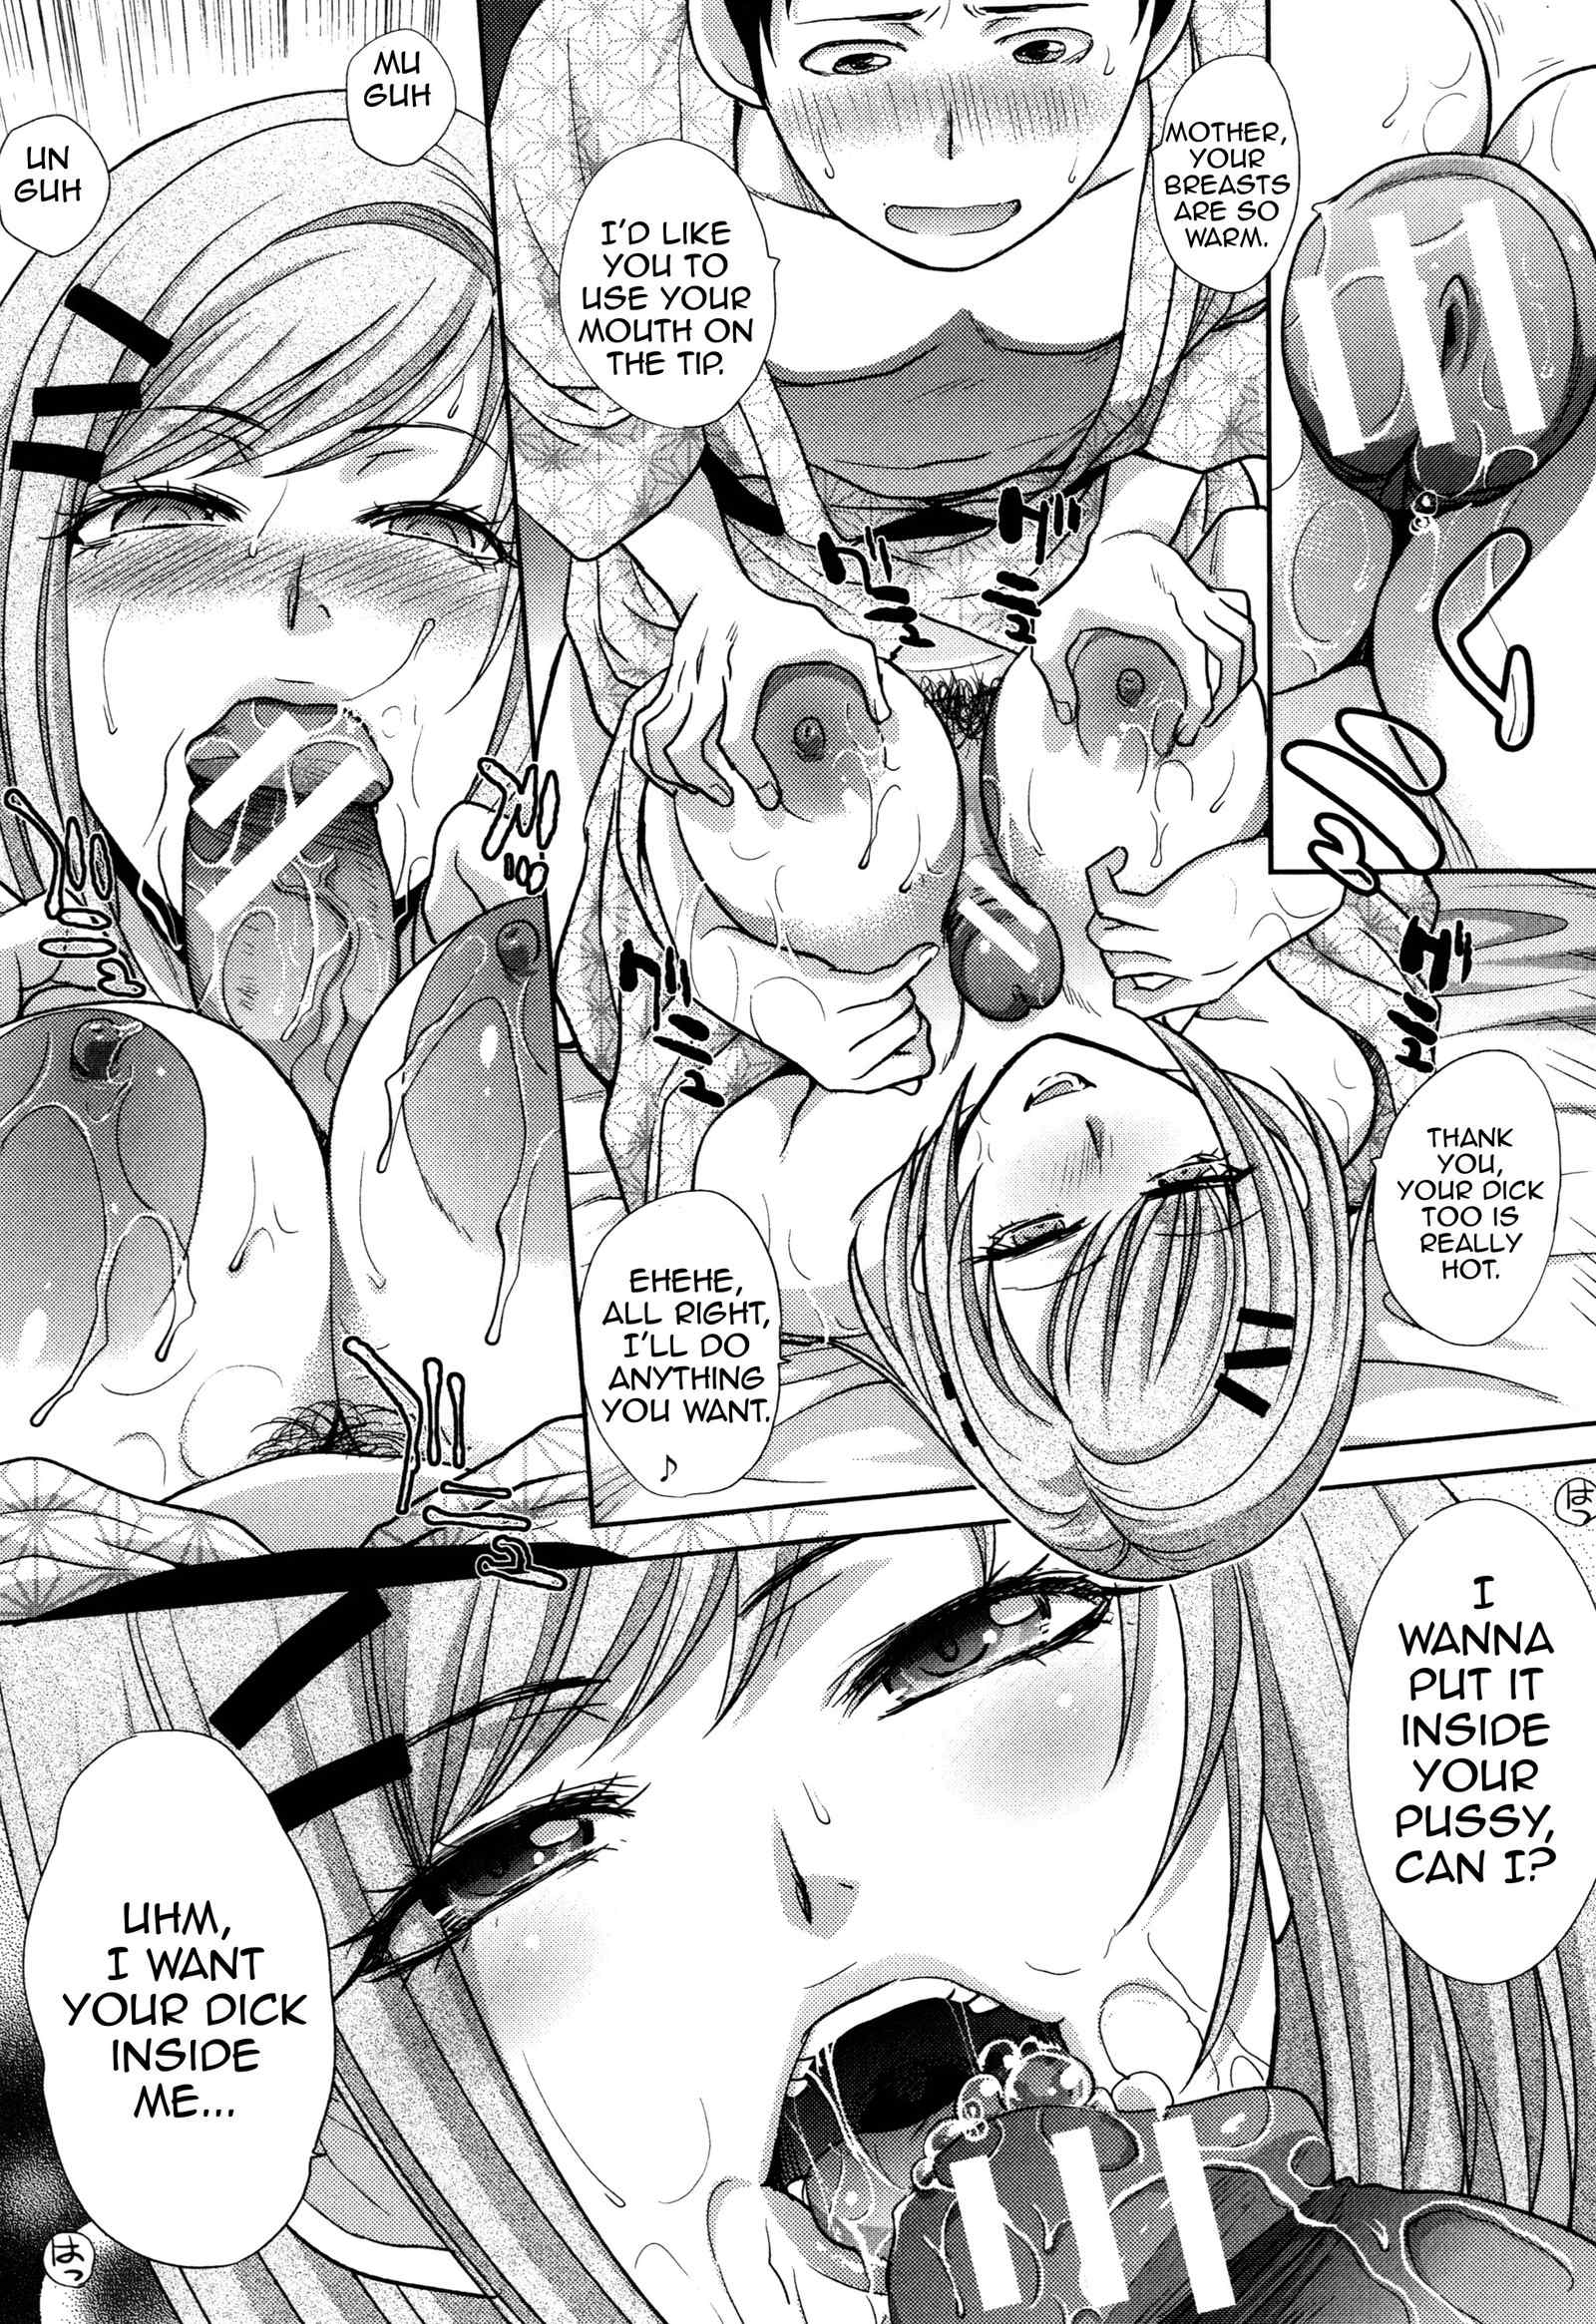 MOTHER,
YOUR
BREASTS
ARE SO
WARM.
THANK
YOU,
YOUR DICK
TOO IS
REALLY
HOT.
I'D LIKE
YOU TO
USE YOUR
MOUTH ON
THE TIP.
EHEHE,
ALL RIGHT,
I'LL DO
ANYTHING
YOU WANT.
♪
MU
GUH
UN
GUH
はっ
I
WANNA
PUT IT
INSIDE
YOUR
PUSSY,
CAN I?
UHM,
I WANT
YOUR DICK
INSIDE
ME...
はっ